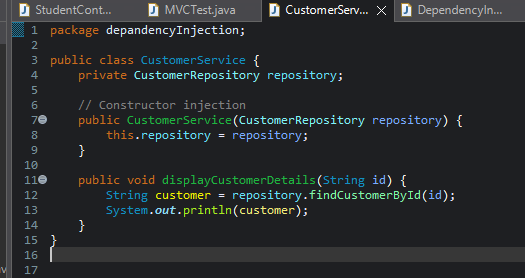 StudentCont... MVCTest.java CustomerServ... DependencyIn...
1 package depandencyInjection;
2
3 public class CustomerService {
4     private CustomerRepository repository;
5
6     // Constructor injection
7     public CustomerService(CustomerRepository repository) {
8         this.repository = repository;
9     }
10
11     public void displayCustomerDetails(String id) {
12         String customer = repository.findCustomerById(id);
13         System.out.println(customer);
14     }
15 }
16
17